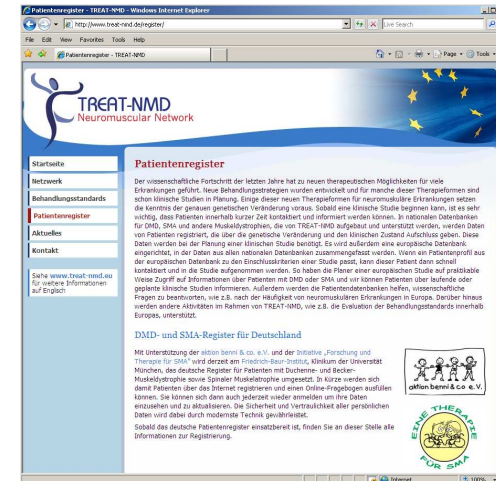 Patientenregister - TREAT-NMD - Windows Internet Explorer
http://www.treat-nmd.de/register/
Live Search
File Edit View Favorites Tools Help
Patientenregister - TREAT-NMD
Page Tools
TREAT-NMD
Neuromuscular Network
Startseite
Netzwerk
Behandlungsstandards
Patientenregister
Aktuelles
Kontakt
Siehe www.treat-nmd.eu
für weitere Informationen
auf Englisch
Patientenregister
Der wissenschaftliche Fortschritt der letzten Jahre hat zu neuen therapeutischen Möglichkeiten für viele
Erkrankungen geführt. Neue Behandlungsstrategien wurden entwickelt und für manche dieser Therapieformen sind
schon klinische Studien in Planung. Einige dieser neuen Therapieformen für neuromuskuläre Erkrankungen setzen
die Kenntnis der genauen genetischen Veränderung voraus. Sobald eine klinische Studie beginnen kann, ist es sehr
wichtig, dass Patienten innerhalb kurzer Zeit kontaktiert und informiert werden können. In nationalen Datenbanken
für DMD, SMA und andere Muskeldystrophien, die von TREAT-NMD aufgebaut und unterstützt werden, werden Daten
von Patienten registriert, die über die genetische Veränderung und den klinischen Zustand Aufschluss geben. Diese
Daten werden bei der Planung einer klinischen Studie benötigt. Es wird außerdem eine europäische Datenbank
eingerichtet, in der Daten aus allen nationalen Datenbanken zusammengefasst werden. Wenn ein Patientenprofil aus
der europäischen Datenbank zu den Einschlusskriterien einer Studie passt, kann dieser Patient dann schnell
kontaktiert und in die Studie aufgenommen werden. So haben die Planer einer europäischen Studie auf praktikable
Weise Zugriff auf Informationen über Patienten mit DMD oder SMA und wir können Patienten über laufende oder
geplante klinische Studien informieren. Außerdem werden die Patientendatenbanken helfen, wissenschaftliche
Fragen zu beantworten, wie z.B. nach der Häufigkeit von neuromuskulären Erkrankungen in Europa. Darüber hinaus
werden andere Aktivitäten im Rahmen von TREAT-NMD, wie z.B. die Evaluation der Behandlungsstandards innerhalb
Europas, unterstützt.
DMD- und SMA-Register für Deutschland
Mit Unterstützung der aktion benni & co. e.V. und der Initiative „Forschung und
Therapie für SMA" wird derzeit am Friedrich-Baur-Institut, Klinikum der Universität
München, das deutsche Register für Patienten mit Duchenne- und Becker-
Muskeldystrophie sowie Spinaler Muskelatrophie umgesetzt. In Kürze werden sich
damit Patienten über das Internet registrieren und einen Online-Fragebogen ausfüllen
können. Sie können sich dann auch jederzeit wieder anmelden um ihre Daten
einzusehen und zu aktualisieren. Die Sicherheit und Vertraulichkeit aller persönlichen
Daten wird dabei durch modernste Technik gewährleistet.
Sobald das deutsche Patientenregister einsatzbereit ist, finden Sie an dieser Stelle alle
Informationen zur Registrierung.
aktion benni & co e.V.
EINE THERAPIE
FÜR SMA
Internet 100%